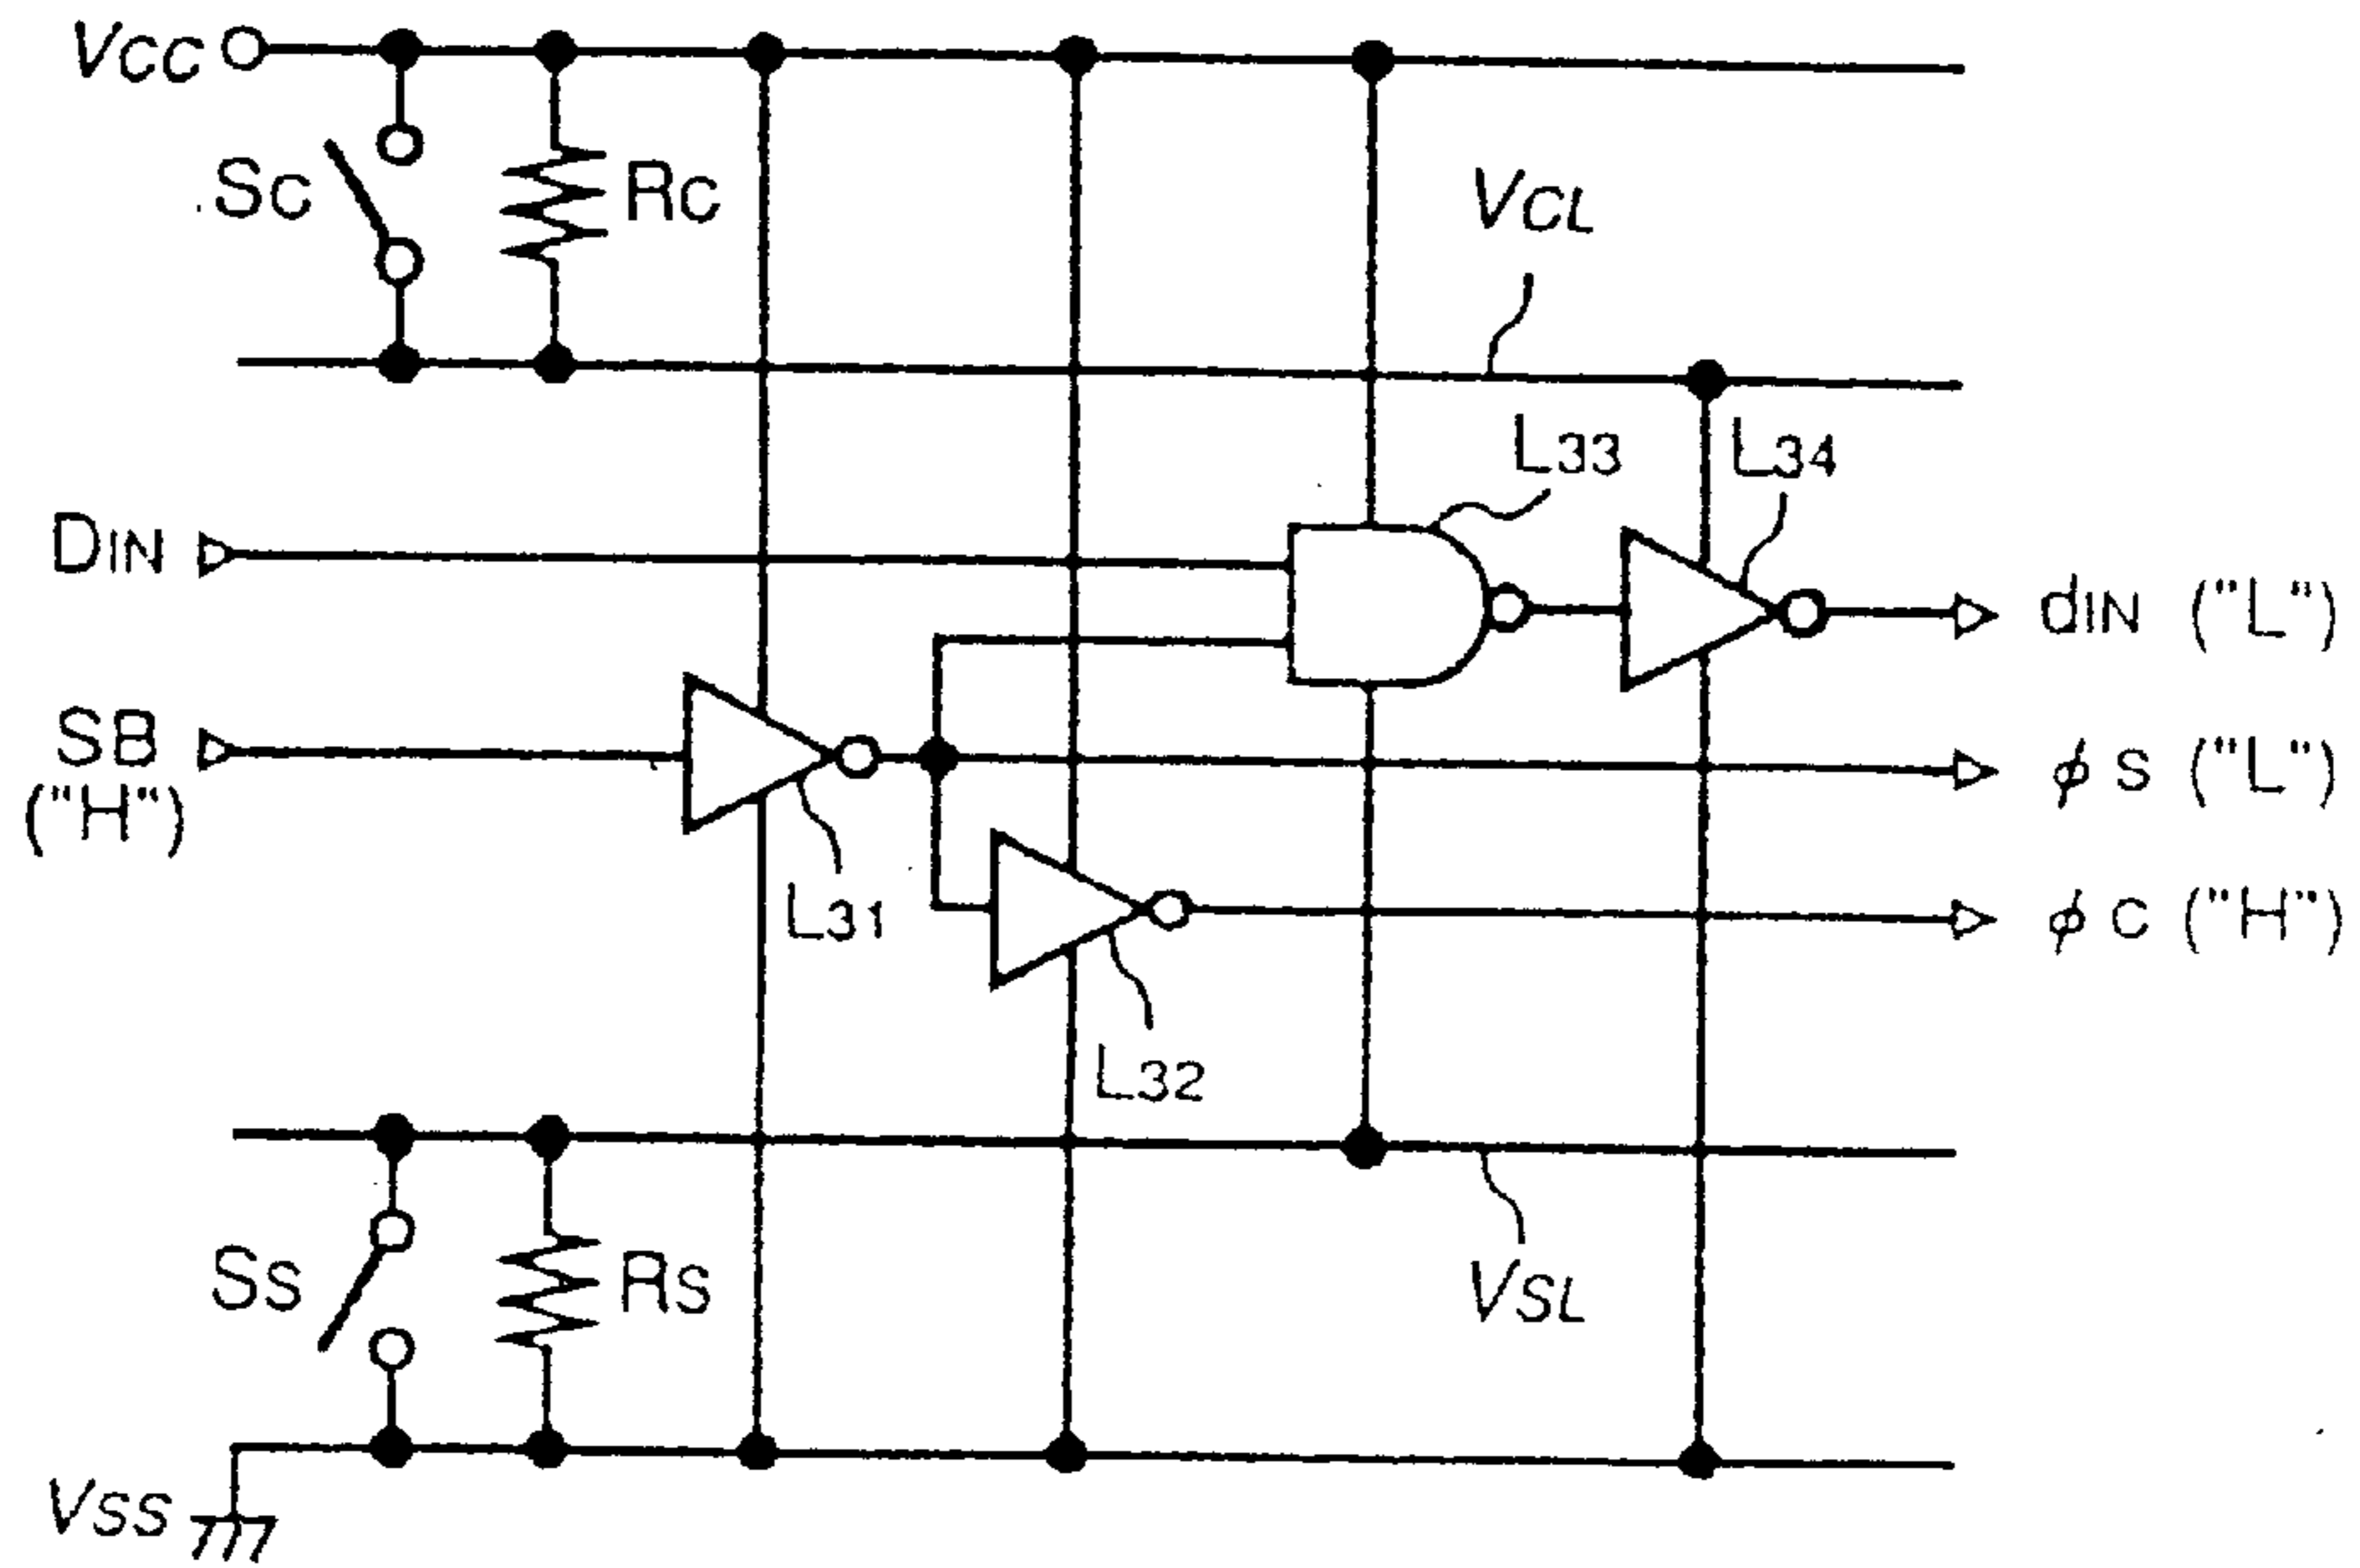 VCC
SC
RC
VCL
L33
L34
DIN
dIN ("L")
SB
("H")
ϕ S ("L")
L31
ϕ C ("H")
L32
SS
RS
VSL
VSS